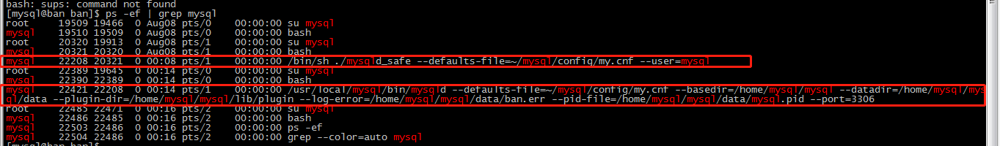 bash: sups: command not found
[mysql@ban ban]$ ps -ef | grep mysql
root     19509 19466  0 Aug08 pts/0    00:00:00 su mysql
mysql    19510 19509  0 Aug08 pts/0    00:00:00 bash
root     20320 19913  0 Aug08 pts/1    00:00:00 su mysql
mysql    20321 20320  0 Aug08 pts/1    00:00:00 bash
mysql    22208 20321  0 00:08 pts/1    00:00:00 /bin/sh ./mysqld_safe --defaults-file=~/mysql/config/my.cnf --user=mysql
root     22389 19645  0 00:14 pts/0    00:00:00 su mysql
mysql    22390 22389  0 00:14 pts/0    00:00:00 bash
mysql    22421 22208  0 00:16 pts/1    00:00:00 /usr/local/mysql/bin/mysqld --defaults-file=~/mysql/config/my.cnf --basedir=/home/mysql/mysql --datadir=/home/mysql/mys
ql/data --plugin-dir=/home/mysql/mysql/lib/plugin --log-error=/home/mysql/mysql/data/ban.err --pid-file=/home/mysql/mysql/data/mysql.pid --port=3306
root     22485 22471  0 00:16 pts/2    00:00:00 su mysql
mysql    22486 22485  0 00:16 pts/2    00:00:00 bash
mysql    22503 22486  0 00:16 pts/2    00:00:00 ps -ef
mysql    22504 22486  0 00:16 pts/2    00:00:00 grep --color=auto mysql
[mysql@ban ban]$